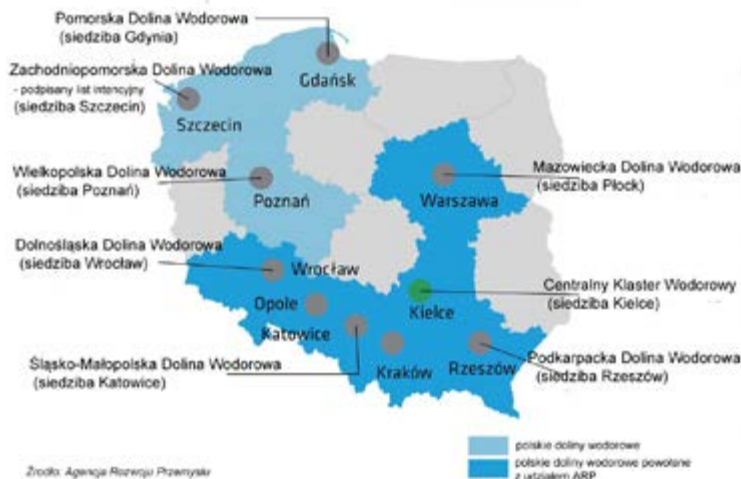 Pomorska Dolina Wodorowa
(siedziba Gdynia)
Gdańsk
Zachodniopomorska Dolina Wodorowa
- podpisany list intencyjny
(siedziba Szczecin)
Szczecin
Wielkopolska Dolina Wodorowa
(siedziba Poznań)
Poznań
Mazowiecka Dolina Wodorowa
(siedziba Płock)
Warszawa
Dolnośląska Dolina Wodorowa
(siedziba Wrocław)
Wrocław
Centralny Klaster Wodorowy
(siedziba Kielce)
Kielce
Opole
Katowice
Śląsko-Małopolska Dolina Wodorowa
(siedziba Katowice)
Kraków
Rzeszów
Podkarpacka Dolina Wodorowa
(siedziba Rzeszów)
polskie doliny wodorowe
polskie doliny wodorowe powołane
z udziałem ARP
Źródło: Agencja Rozwoju Przemysłu